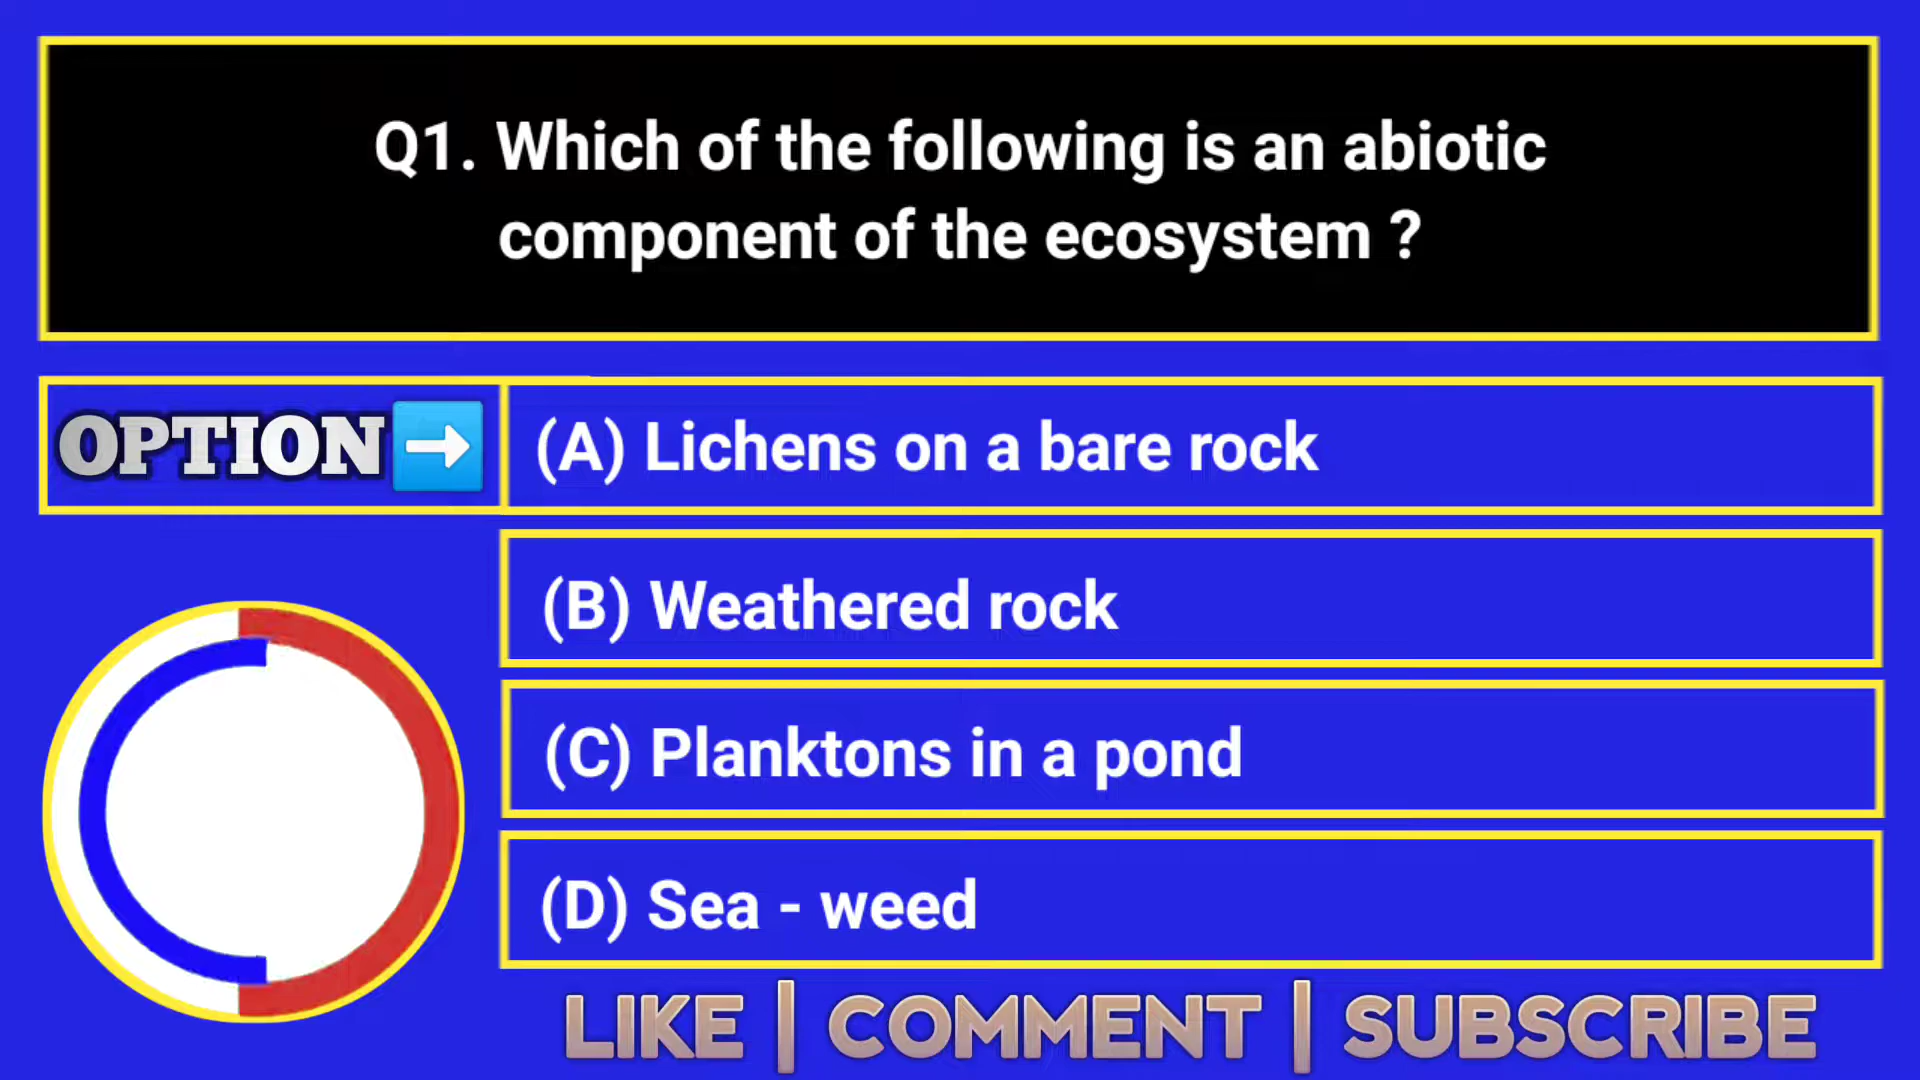 Q1. Which of the following is an abiotic
component of the ecosystem ?
OPTION➡
(A) Lichens on a bare rock
(B) Weathered rock
(C) Planktons in a pond
(D) Sea - weed
LIKE | COMMENT | SUBSCRIBE